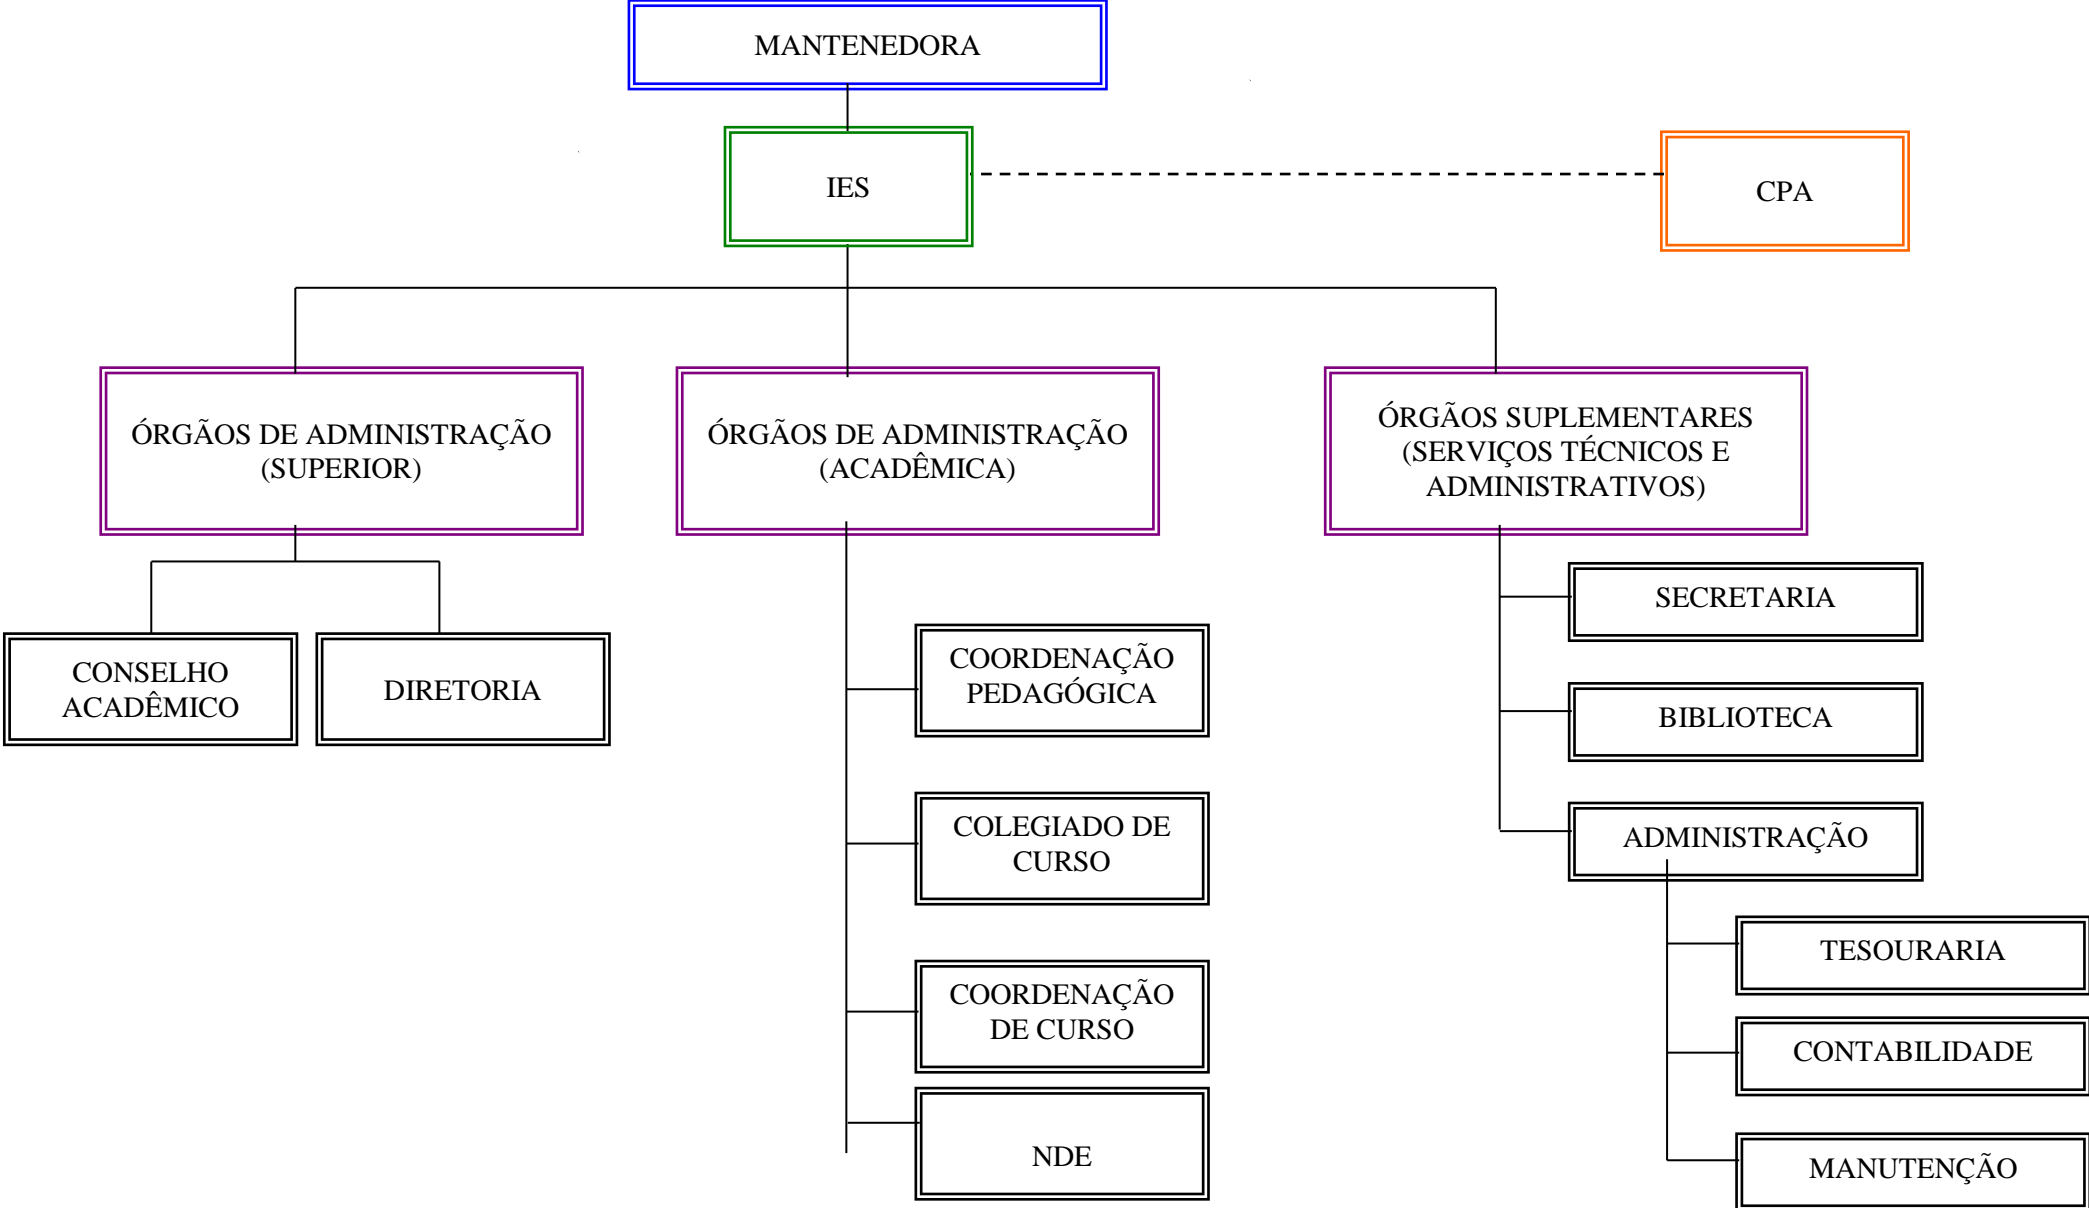 MANTENEDORA
IES
CPA
ÓRGÃOS DE ADMINISTRAÇÃO
(SUPERIOR)
ÓRGÃOS DE ADMINISTRAÇÃO
(ACADÊMICA)
ÓRGÃOS SUPLEMENTARES
(SERVIÇOS TÉCNICOS E
ADMINISTRATIVOS)
CONSELHO
ACADÊMICO
DIRETORIA
COORDENAÇÃO
PEDAGÓGICA
COLEGIADO DE
CURSO
COORDENAÇÃO
DE CURSO
NDE
SECRETARIA
BIBLIOTECA
ADMINISTRAÇÃO
TESOURARIA
CONTABILIDADE
MANUTENÇÃO